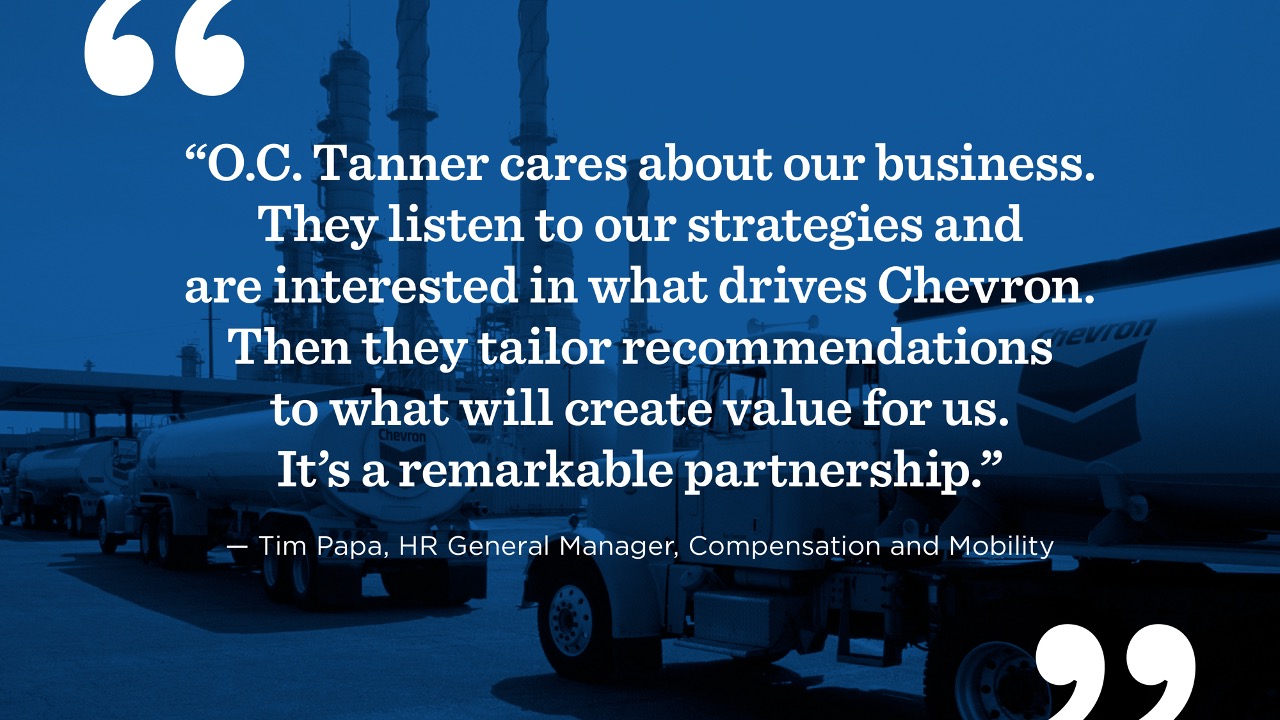 “O.C. Tanner cares about our business.
They listen to our strategies and
are interested in what drives Chevron.
Then they tailor recommendations
to what will create value for us.
It’s a remarkable partnership.”
— Tim Papa, HR General Manager, Compensation and Mobility
Chevron
Chevron